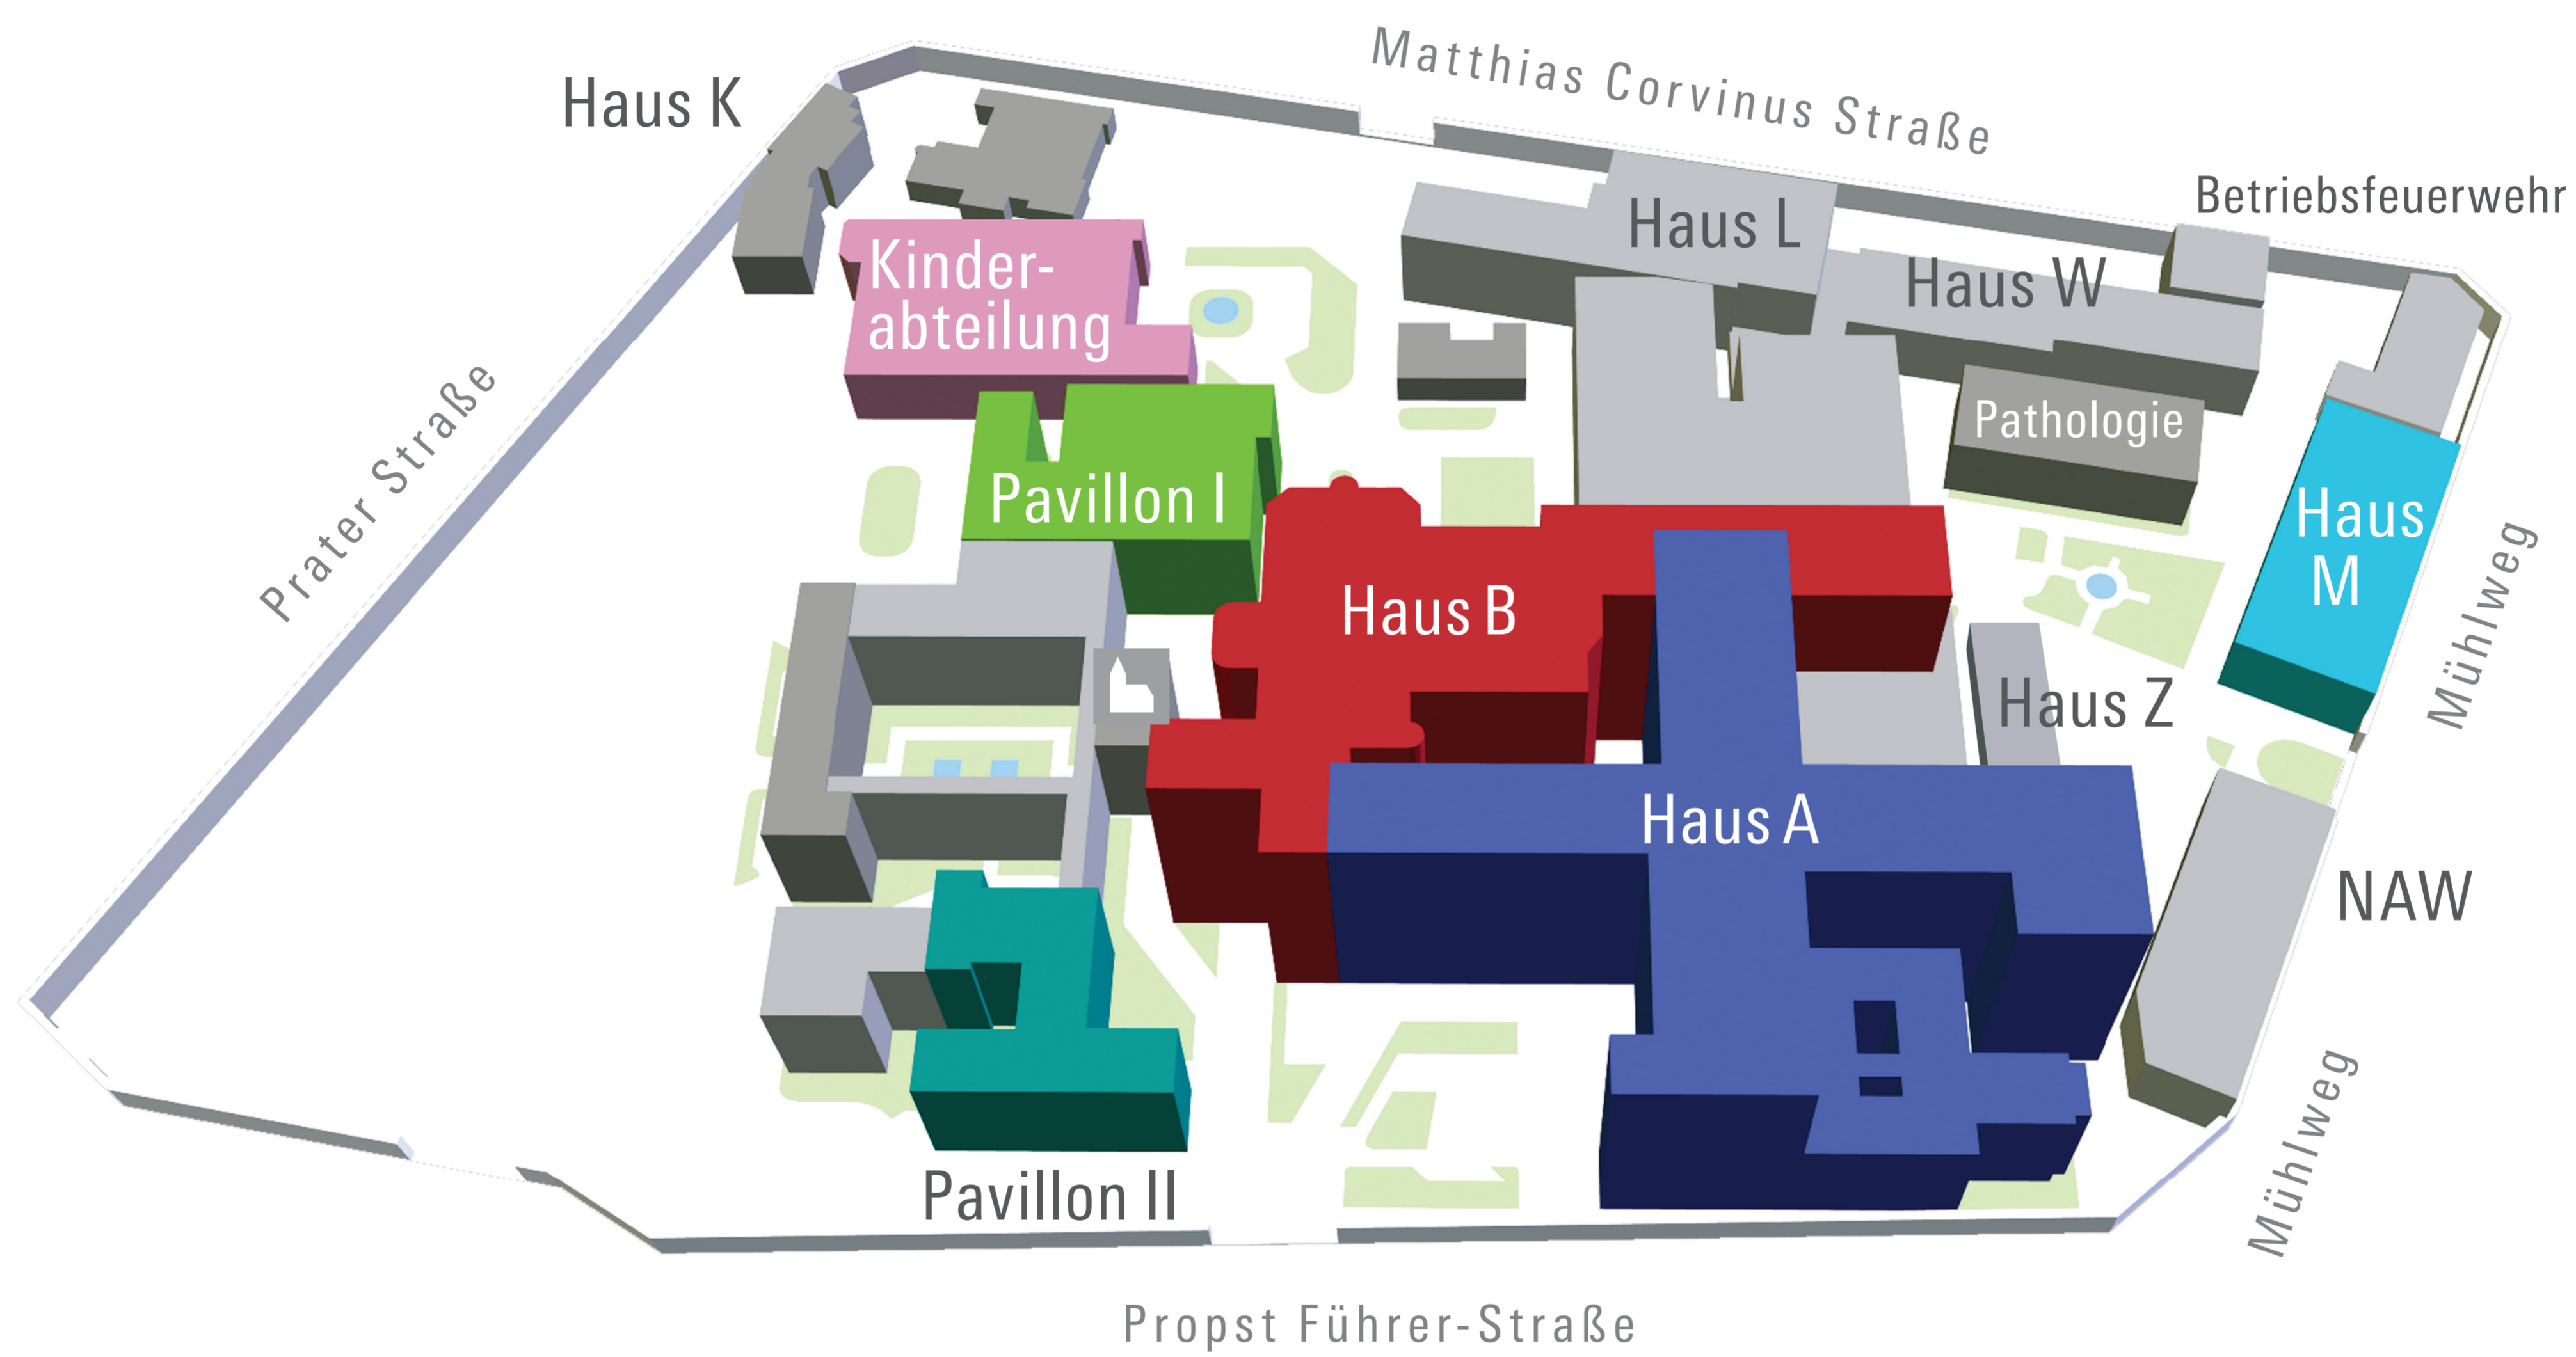 Matthias Corvinus Straße
Haus K
Betriebsfeuerwehr
Haus L
Kinder-
abteilung
Haus W
Pathologie
Prater Straße
Pavillon I
Haus
M
Haus B
Mühlweg
Haus Z
Haus A
NAW
Pavillon II
Mühlweg
Propst Führer-Straße